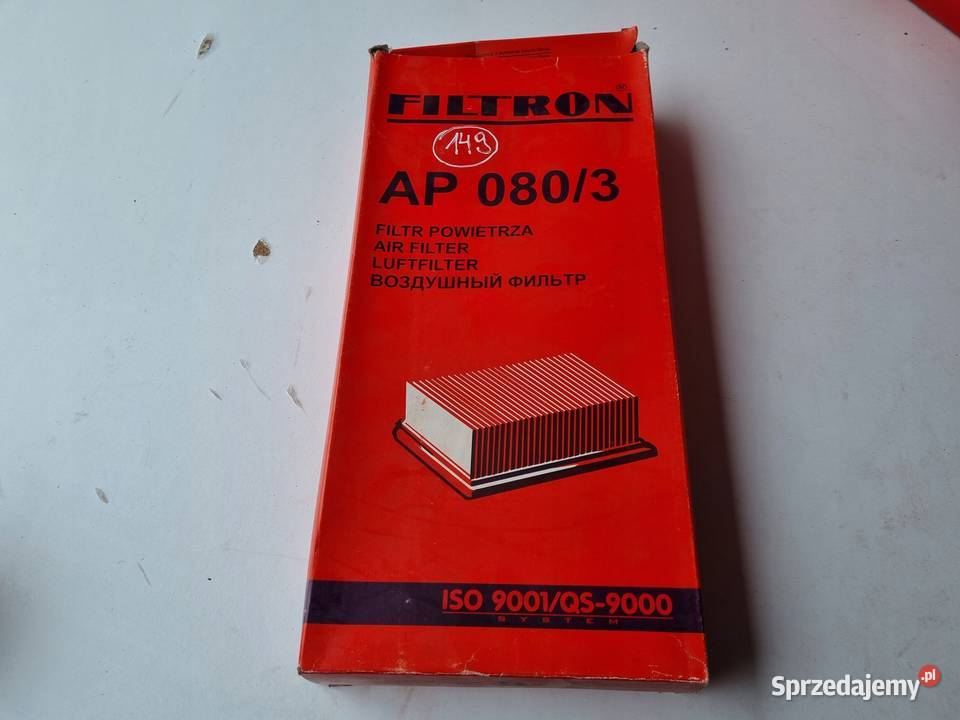 FILTRON®
149
AP 080/3
FILTR POWIETRZA
AIR FILTER
LUFTFILTER
ВОЗДУШНЫЙ ФИЛЬТР
ISO 9001/QS-9000
SYSTEM
Sprzedajemy.pl